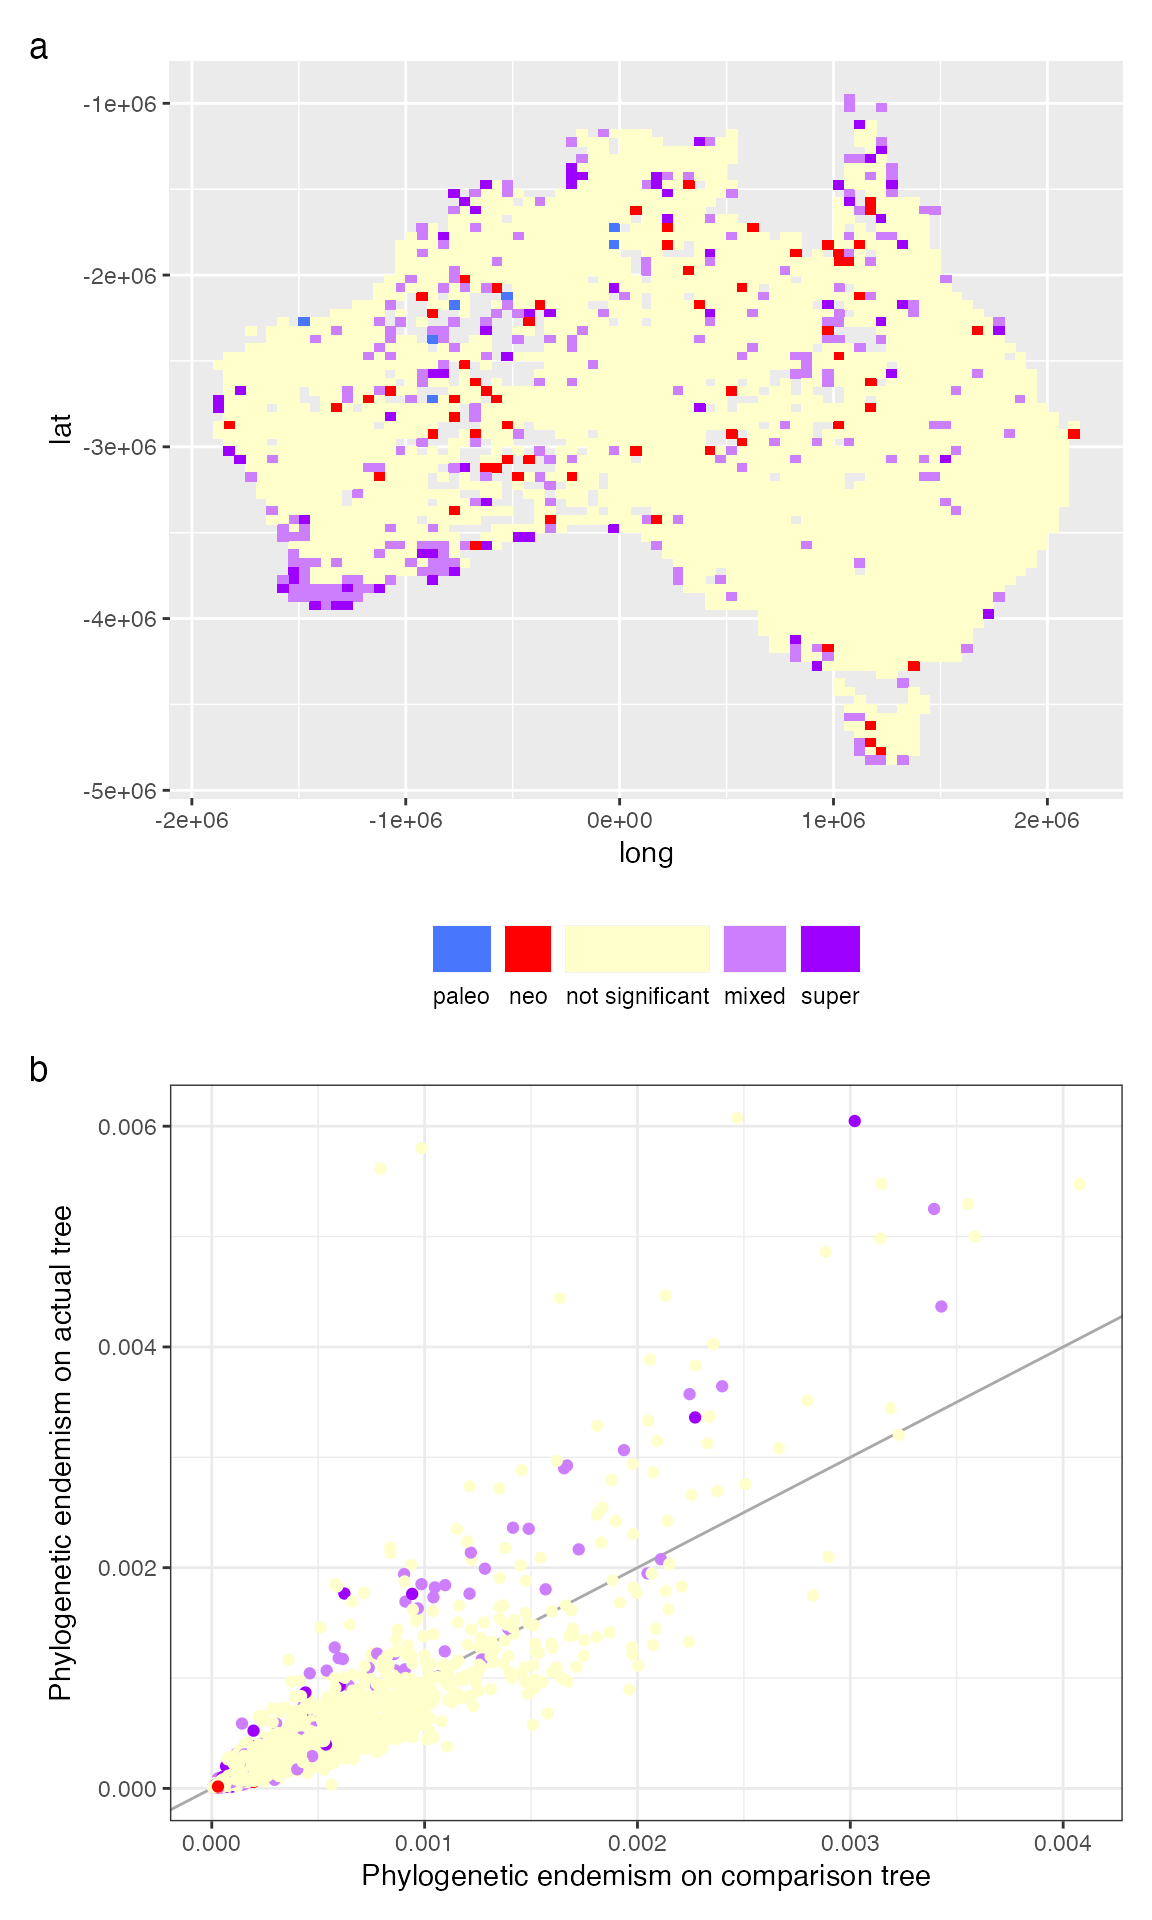 a
-1e+06
-2e+06
-3e+06
-4e+06
-5e+06
lat
-2e+06 -1e+06 0e+00 1e+06 2e+06
long
paleo neo not significant mixed super
b
0.006
0.004
0.002
0.000
Phylogenetic endemism on actual tree
0.000 0.001 0.002 0.003 0.004
Phylogenetic endemism on comparison tree